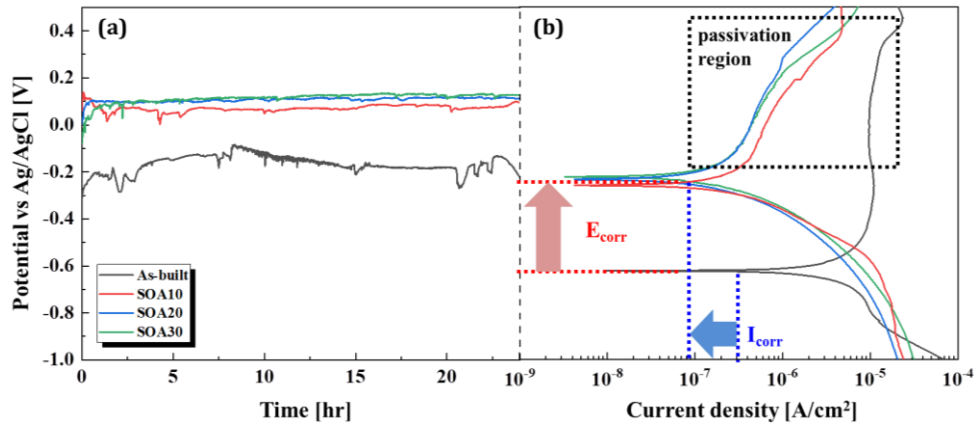 (a)
(b)
passivation
region
0.4
0.2
0.0
-0.2
-0.4
-0.6
-0.8
-1.0
Potential vs Ag/AgCl [V]
E_corr
I_corr
As-built
SOA10
SOA20
SOA30
0
5
10
15
20
10⁻⁹
10⁻⁸
10⁻⁷
10⁻⁶
10⁻⁵
10⁻⁴
Time [hr]
Current density [A/cm²]